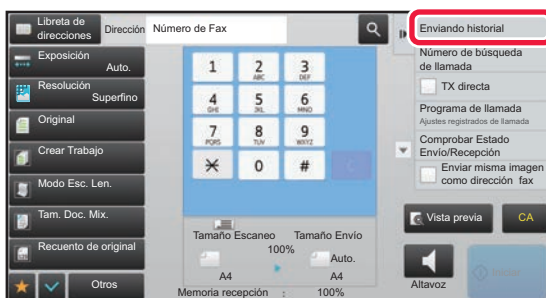 Libreta de
direcciones
Dirección
Número de Fax
Exposición
Auto.
Resolución
Superfino
Original
Crear Trabajo
Modo Esc. Len.
Tam. Doc. Mix.
Recuento de original
Otros
1
2
ABC
3
DEF
4
GHI
5
JKL
6
MNO
7
PQRS
8
TUV
9
WXYZ
0
#
C
Tamaño Escaneo
Tamaño Envío
100%
Auto.
A4
A4
Memoria recepción : 100%
Enviando historial
Número de búsqueda
de llamada
TX directa
Programa de llamada
Ajustes registrados de llamada
Comprobar Estado
Envío/Recepción
Enviar misma imagen
como dirección fax
Vista previa
CA
Altavoz